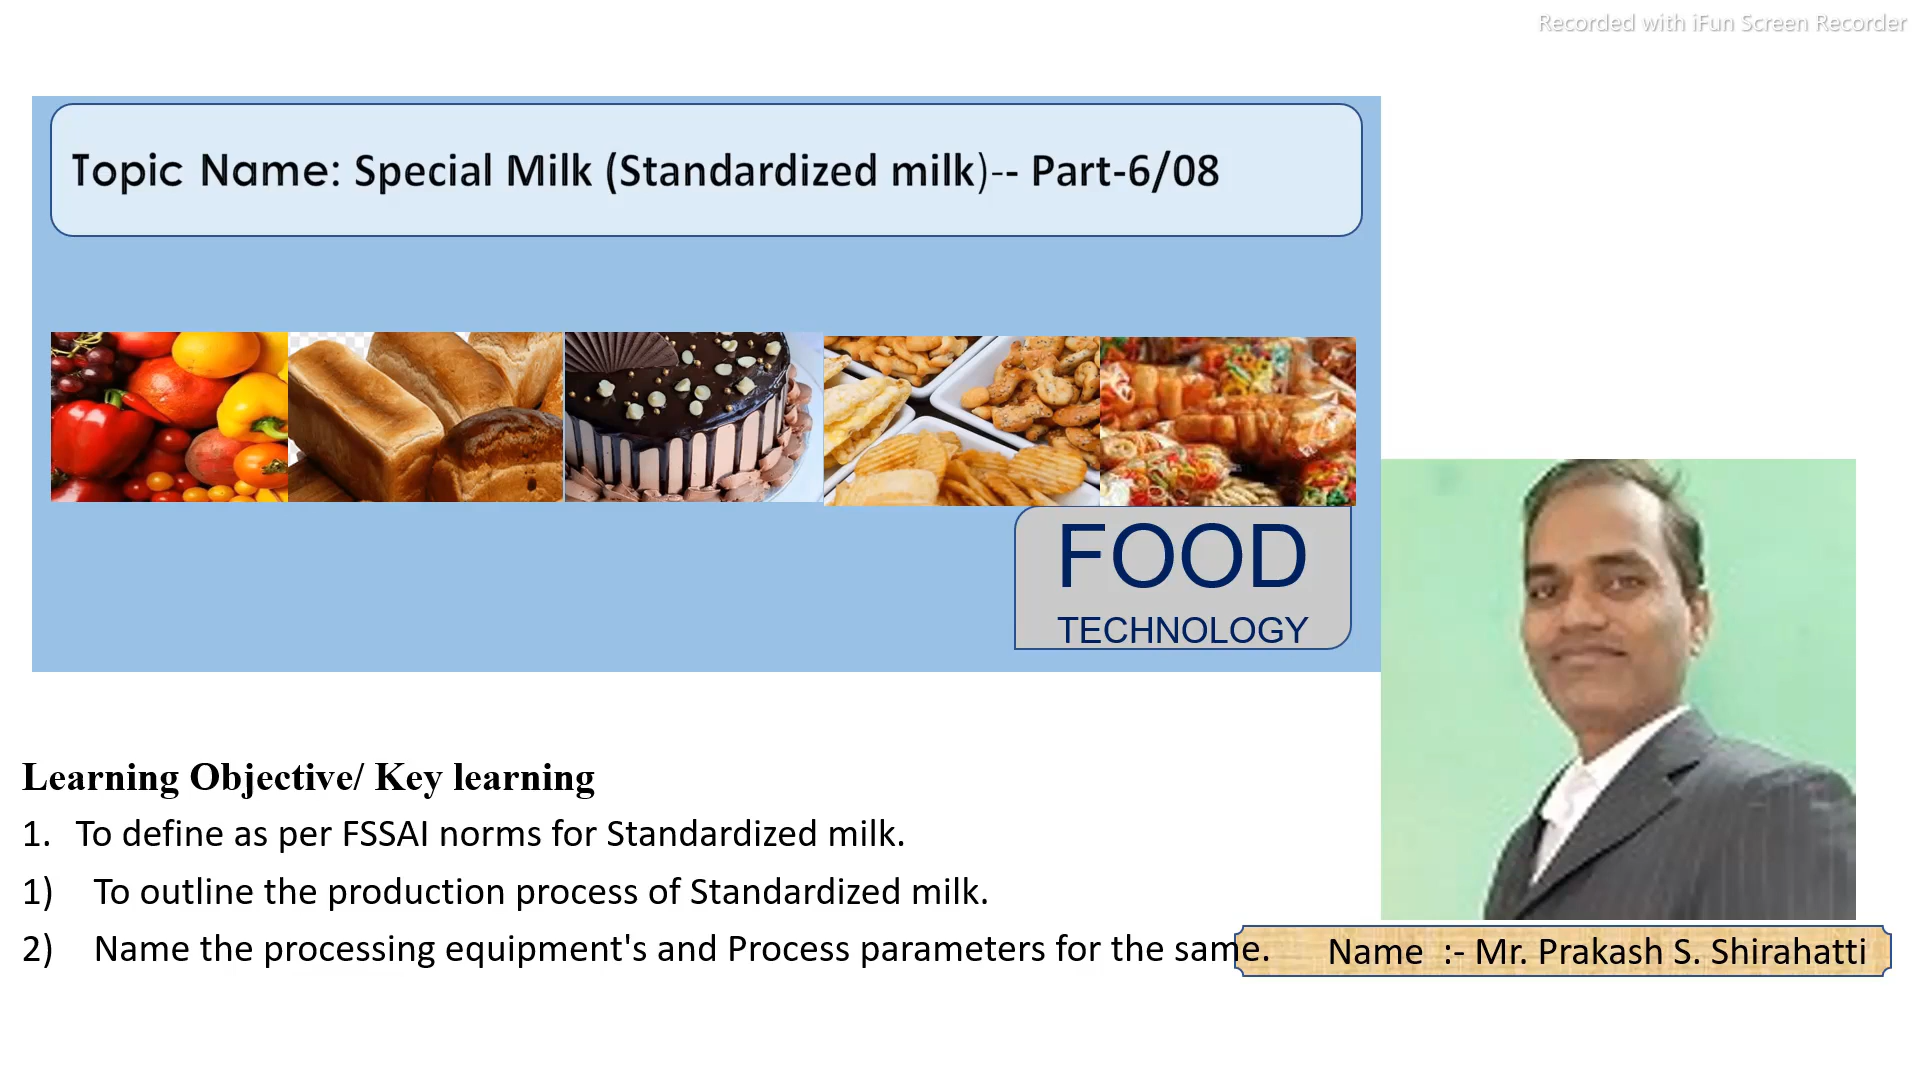 Recorded with iFun Screen Recorder
Topic Name: Special Milk (Standardized milk)-- Part-6/08
FOOD
TECHNOLOGY
Learning Objective/ Key learning
1. To define as per FSSAI norms for Standardized milk.
1) To outline the production process of Standardized milk.
2) Name the processing equipment's and Process parameters for the same.
Name :- Mr. Prakash S. Shirahatti